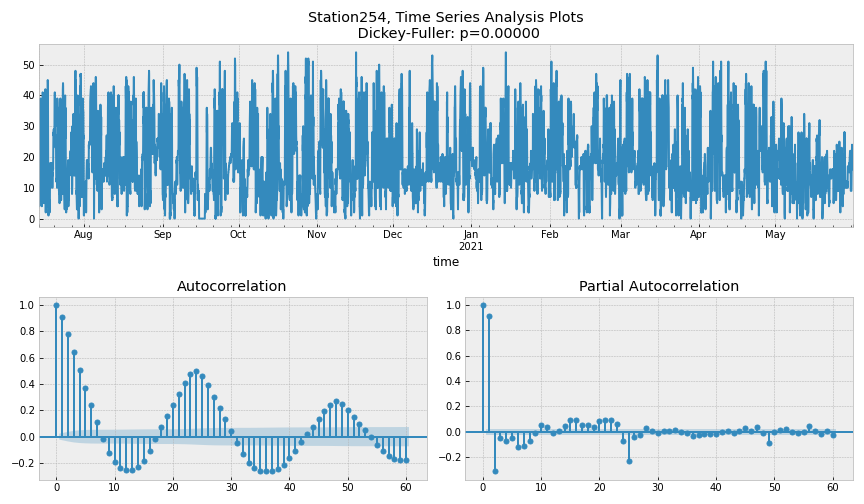 Station254, Time Series Analysis Plots
Dickey-Fuller: p=0.00000
50
40
30
20
10
0
Aug Sep Oct Nov Dec Jan Feb Mar Apr May
2021
time
Autocorrelation Partial Autocorrelation
1.0 1.0
0.8 0.8
0.6 0.6
0.4 0.4
0.2 0.2
0.0 0.0
−0.2 −0.2
0 10 20 30 40 50 60 0 10 20 30 40 50 60